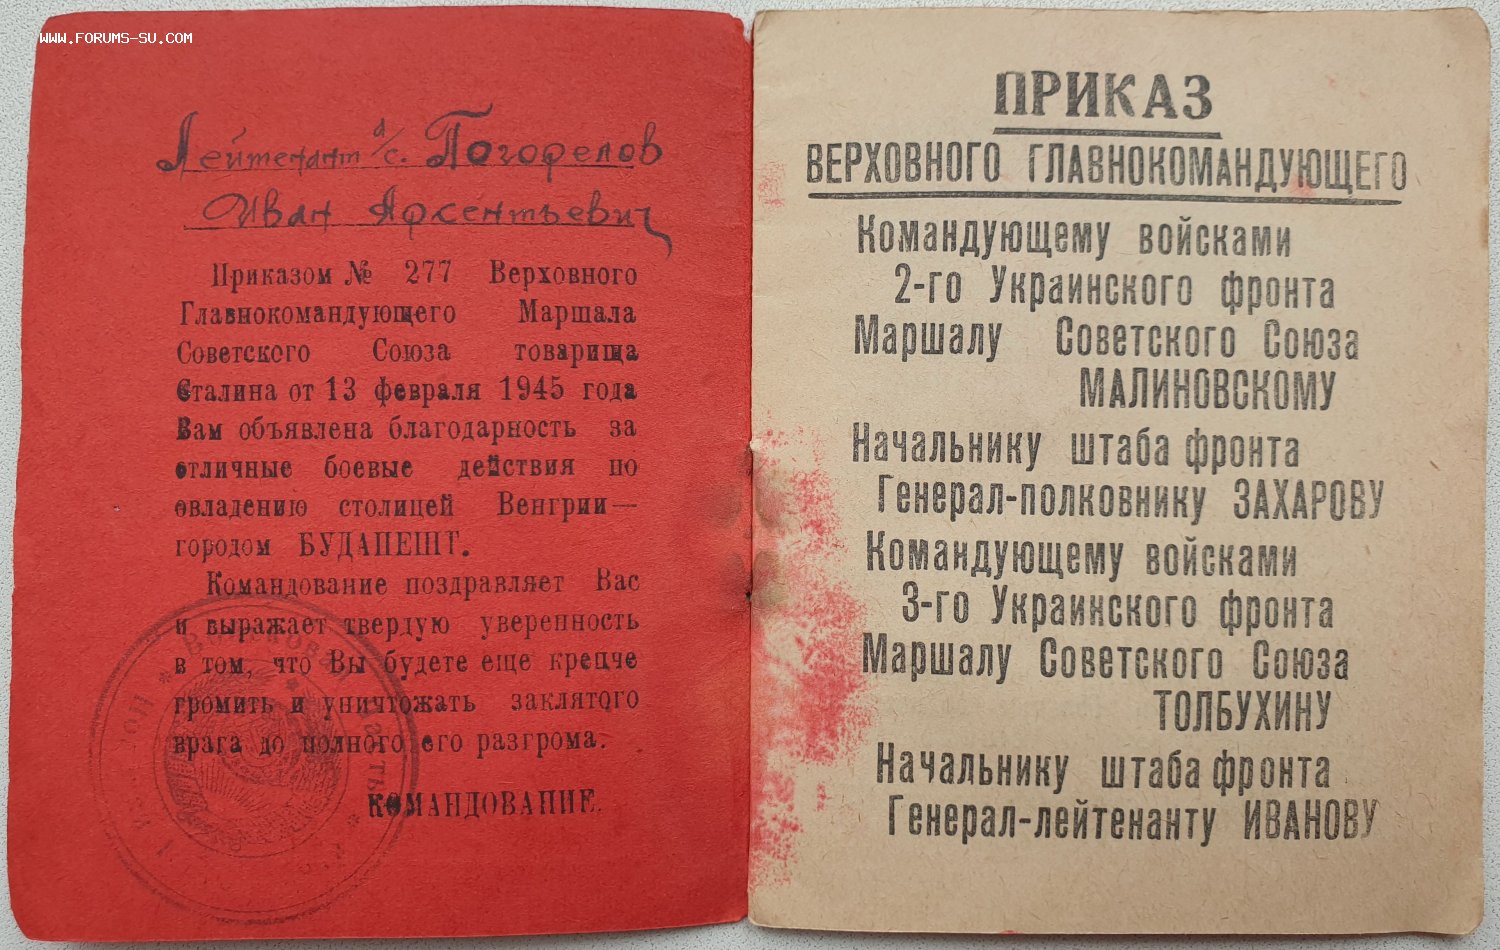 WWW.FORUMS-SU.COM
Лейтенант а/с. Погорелов
Иван Арсентьевич
Приказом № 277 Верховного
Главнокомандующего Маршала
Советского Союза товарища
Сталина от 13 февраля 1945 года
Вам объявлена благодарность за
отличные боевые действия по
овладению столицей Венгрии—
городом БУДАПЕШТ.
Командование поздравляет Вас
и выражает твердую уверенность
в том, что Вы будете еще крепче
громить и уничтожать заклятого
врага до полного его разгрома.
КОМАНДОВАНИЕ.
ПРИКАЗ
ВЕРХОВНОГО ГЛАВНОКОМАНДУЮЩЕГО
Командующему войсками
2-го Украинского фронта
Маршалу Советского Союза
МАЛИНОВСКОМУ
Начальнику штаба фронта
Генерал-полковнику ЗАХАРОВУ
Командующему войсками
3-го Украинского фронта
Маршалу Советского Союза
ТОЛБУХИНУ
Начальнику штаба фронта
Генерал-лейтенанту ИВАНОВУ